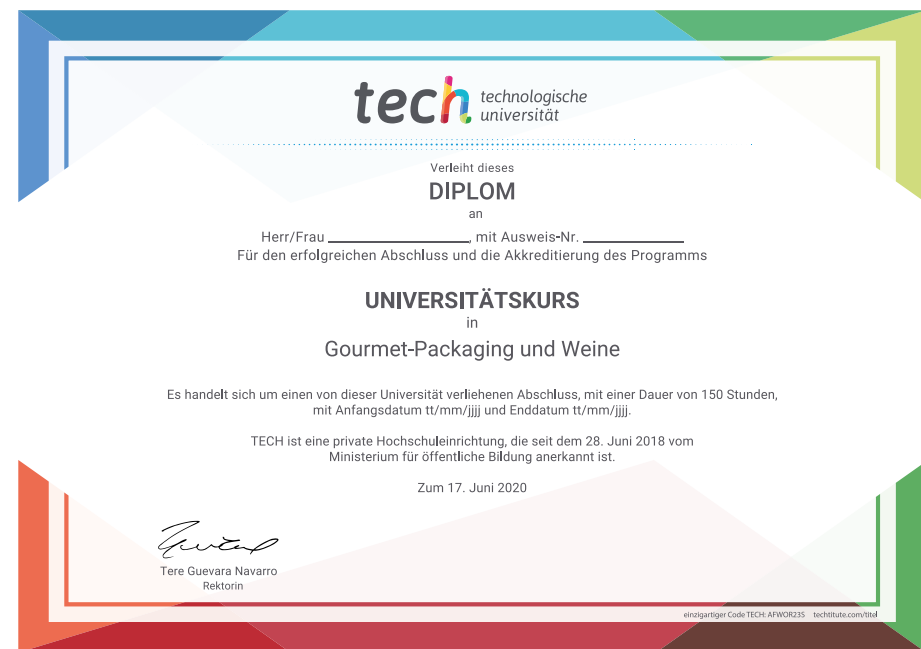 tech technologische
universität
Verleiht dieses
DIPLOM
an
Herr/Frau ____________________, mit Ausweis-Nr. ______________
Für den erfolgreichen Abschluss und die Akkreditierung des Programms
UNIVERSITÄTSKURS
in
Gourmet-Packaging und Weine
Es handelt sich um einen von dieser Universität verliehenen Abschluss, mit einer Dauer von 150 Stunden,
mit Anfangsdatum tt/mm/jjjj und Enddatum tt/mm/jjjj.
TECH ist eine private Hochschuleinrichtung, die seit dem 28. Juni 2018 vom
Ministerium für öffentliche Bildung anerkannt ist.
Zum 17. Juni 2020
Tere Guevara Navarro
Rektorin
einzigartiger Code TECH: AFWOR23S techtitute.com/titel